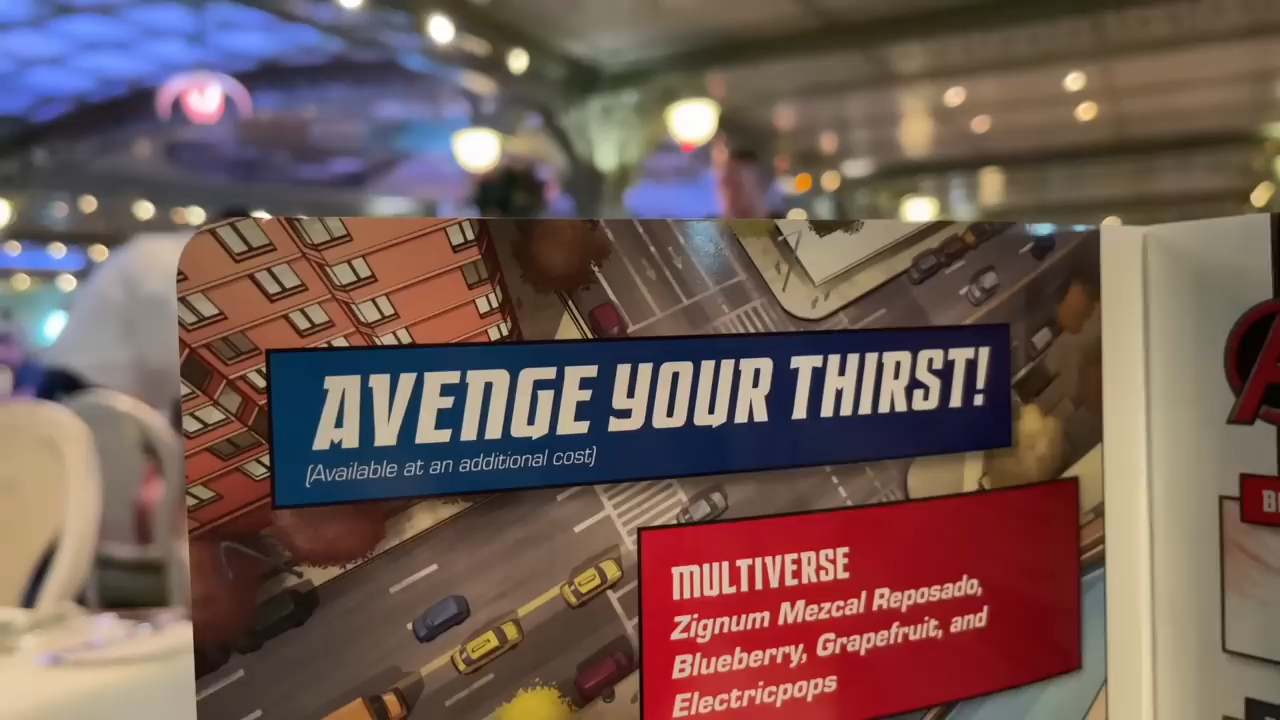 AVENGE YOUR THIRST!
(Available at an additional cost)
MULTIVERSE
Zignum Mezcal Reposado,
Blueberry, Grapefruit, and
Electricpops